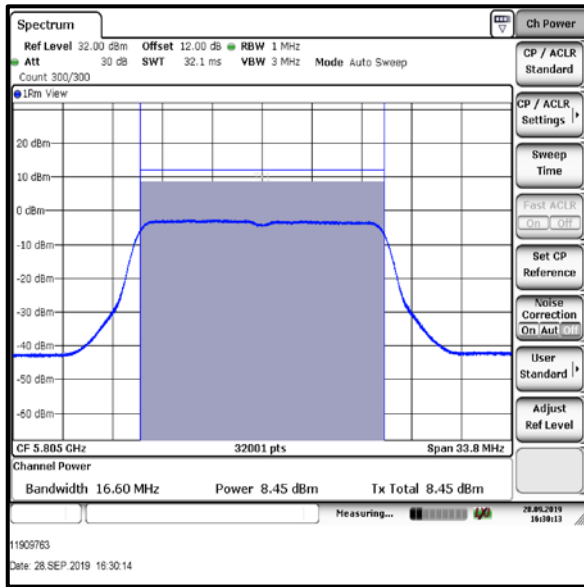 Spectrum
Ref Level 32.00 dBm Offset 12.00 dB RBW 1 MHz
Att 30 dB SWT 32.1 ms VBW 3 MHz Mode Auto Sweep
Count 300/300
1Rm View
20 dBm
10 dBm
0 dBm
-10 dBm
-20 dBm
-30 dBm
-40 dBm
-50 dBm
-60 dBm
CF 5.805 GHz 32001 pts Span 33.8 MHz
Channel Power
Bandwidth 16.60 MHz Power 8.45 dBm Tx Total 8.45 dBm
Measuring...
28.09.2019
16:30:13
Ch Power
CP / ACLR
Standard
CP / ACLR
Settings
Sweep
Time
Fast ACLR
On Off
Set CP
Reference
Noise
Correction
On Aut Off
User
Standard
Adjust
Ref Level
11909763
Date: 28.SEP.2019 16:30:14